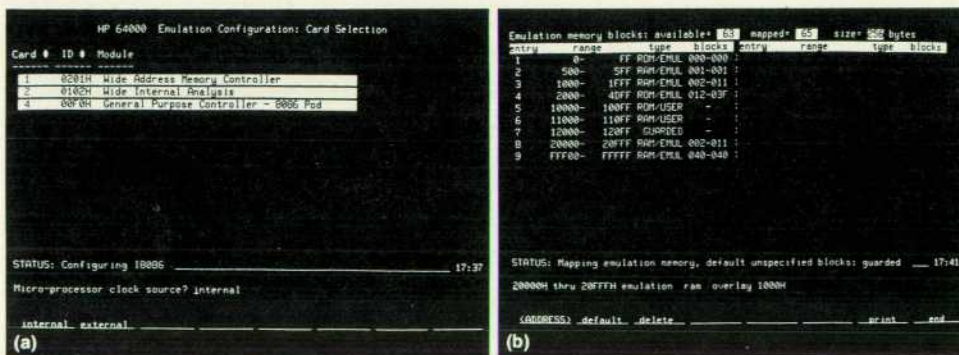 HP 64000 Emulation Configuration: Card Selection
Card # ID # Module
1 0201H Wide Address Memory Controller
2 0102H Wide Internal Analysis
4 00F0H General Purpose Controller - 8086 Pod
STATUS: Configuring I8086 17:37
Micro-processor clock source? internal
internal external
(a)
Emulation memory blocks: available= 63 mapped= 65 size= 256 bytes
entry range type blocks entry range type blocks
1 0- FF ROM/EMUL 000-000
2 500- 5FF RAM/EMUL 001-001
3 1000- 1FFF RAM/EMUL 002-011
4 2000- 4DFF ROM/EMUL 012-03F
5 10000- 100FF ROM/USER -
6 11000- 110FF RAM/USER -
7 12000- 120FF GUARDED -
8 20000- 20FFF RAM/EMUL 002-011
9 FFF00- FFFFF RAM/EMUL 040-040
STATUS: Mapping emulation memory, default unspecified blocks: guarded 17:41
20000H thru 20FFFH emulation ram overlay 1000H
<ADDRESS> default delete print end
(b)